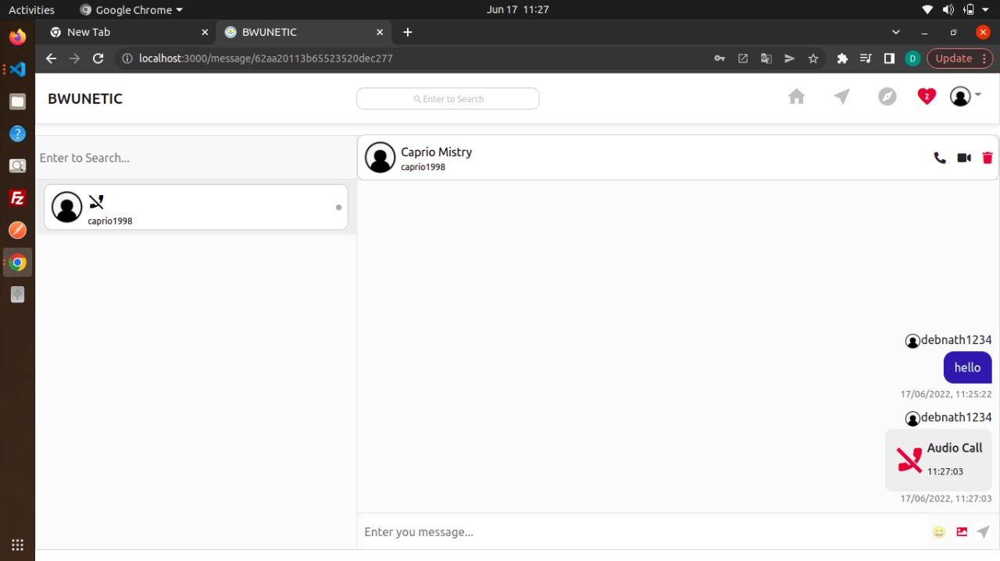 Activities Google Chrome Jun 17 11:27
New Tab BWUNETIC
localhost:3000/message/62aa20113b65523520dec277 D Update
BWUNETIC Enter to Search 2
Enter to Search...
Caprio Mistry
caprio1998
caprio1998
debnath1234
hello
17/06/2022, 11:25:22
debnath1234
Audio Call
11:27:03
17/06/2022, 11:27:03
Enter you message...